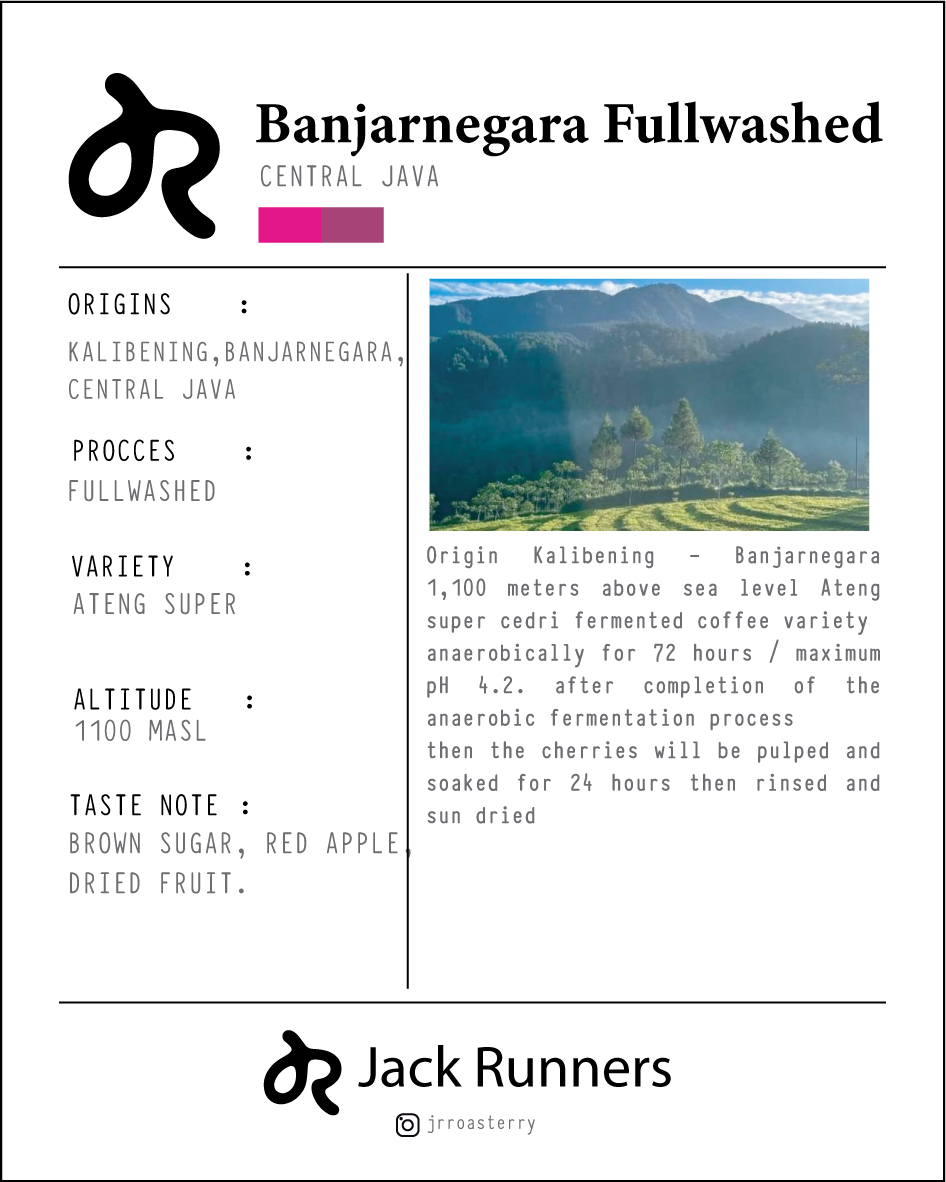 Banjarnegara Fullwashed
CENTRAL JAVA
ORIGINS :
KALIBENING,BANJARNEGARA,
CENTRAL JAVA
PROCCES :
FULLWASHED
VARIETY :
ATENG SUPER
ALTITUDE :
1100 MASL
TASTE NOTE :
BROWN SUGAR, RED APPLE,
DRIED FRUIT.
Origin Kalibening – Banjarnegara
1,100 meters above sea level Ateng
super cedri fermented coffee variety
anaerobically for 72 hours / maximum
pH 4.2. after completion of the
anaerobic fermentation process
then the cherries will be pulped and
soaked for 24 hours then rinsed and
sun dried
Jack Runners
jrroasterry